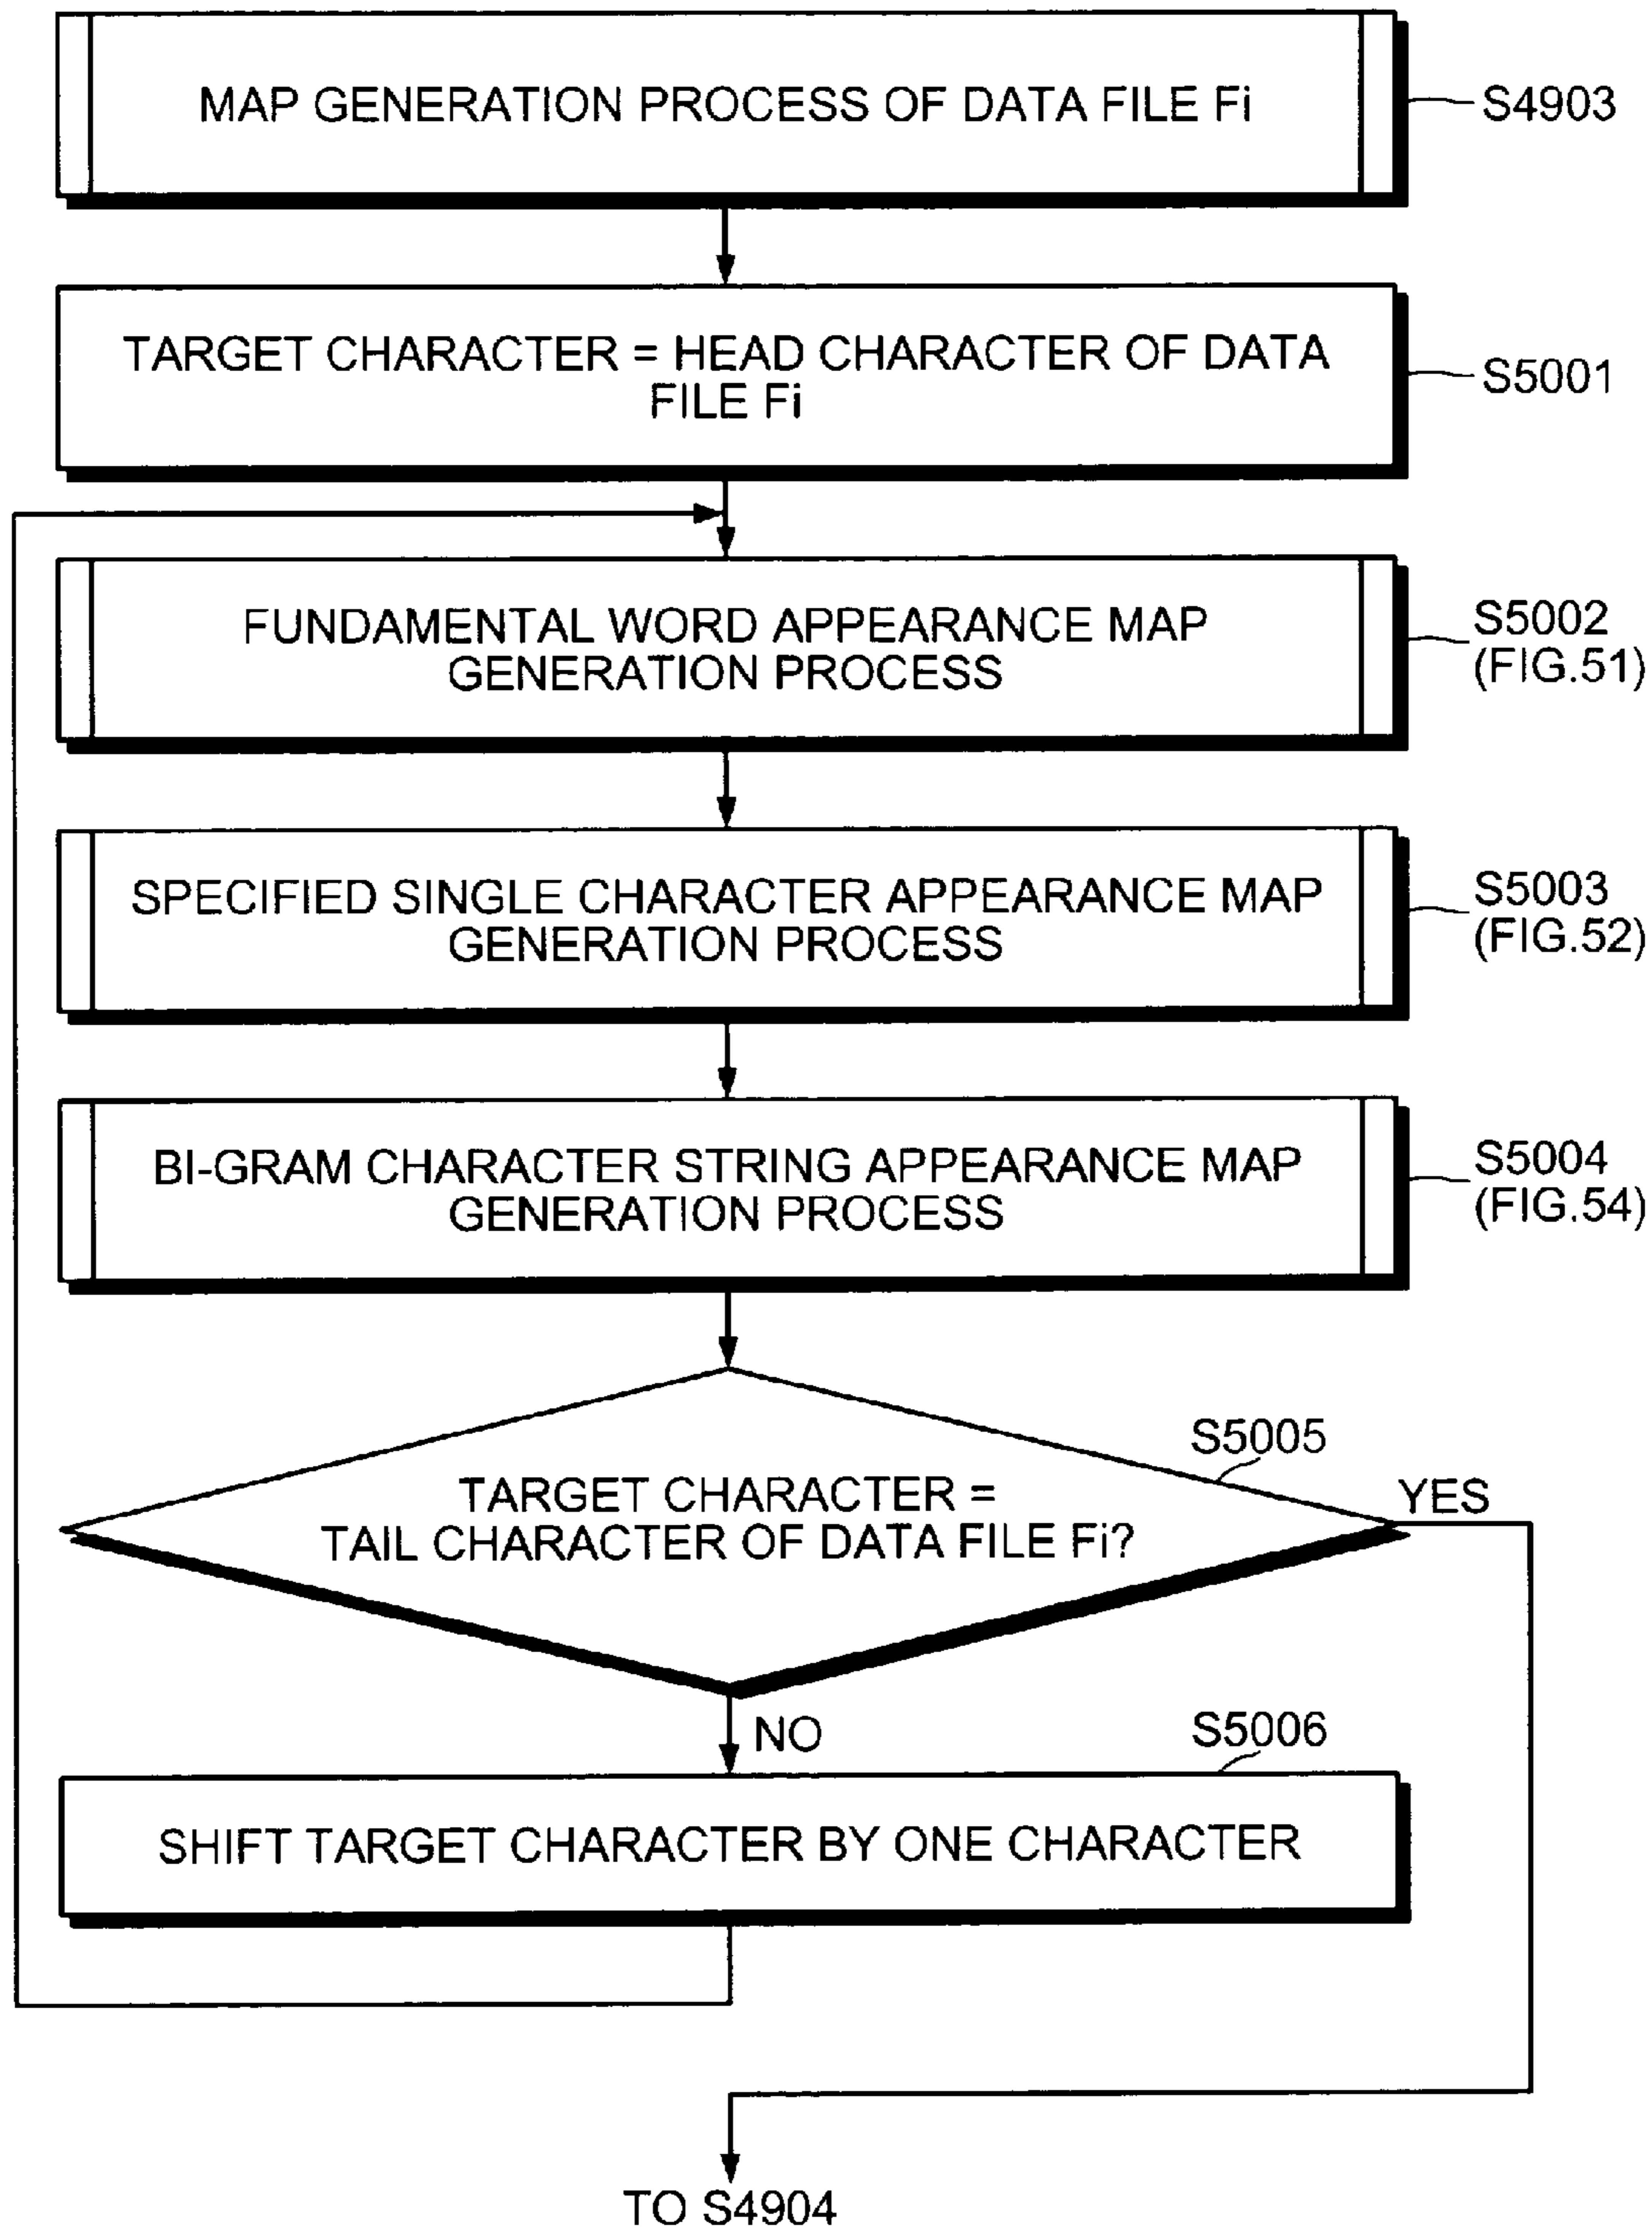 MAP GENERATION PROCESS OF DATA FILE Fi
S4903
TARGET CHARACTER = HEAD CHARACTER OF DATA
FILE Fi
S5001
FUNDAMENTAL WORD APPEARANCE MAP
GENERATION PROCESS
S5002
(FIG.51)
SPECIFIED SINGLE CHARACTER APPEARANCE MAP
GENERATION PROCESS
S5003
(FIG.52)
BI-GRAM CHARACTER STRING APPEARANCE MAP
GENERATION PROCESS
S5004
(FIG.54)
S5005
TARGET CHARACTER =
TAIL CHARACTER OF DATA FILE Fi?
YES
NO
S5006
SHIFT TARGET CHARACTER BY ONE CHARACTER
TO S4904